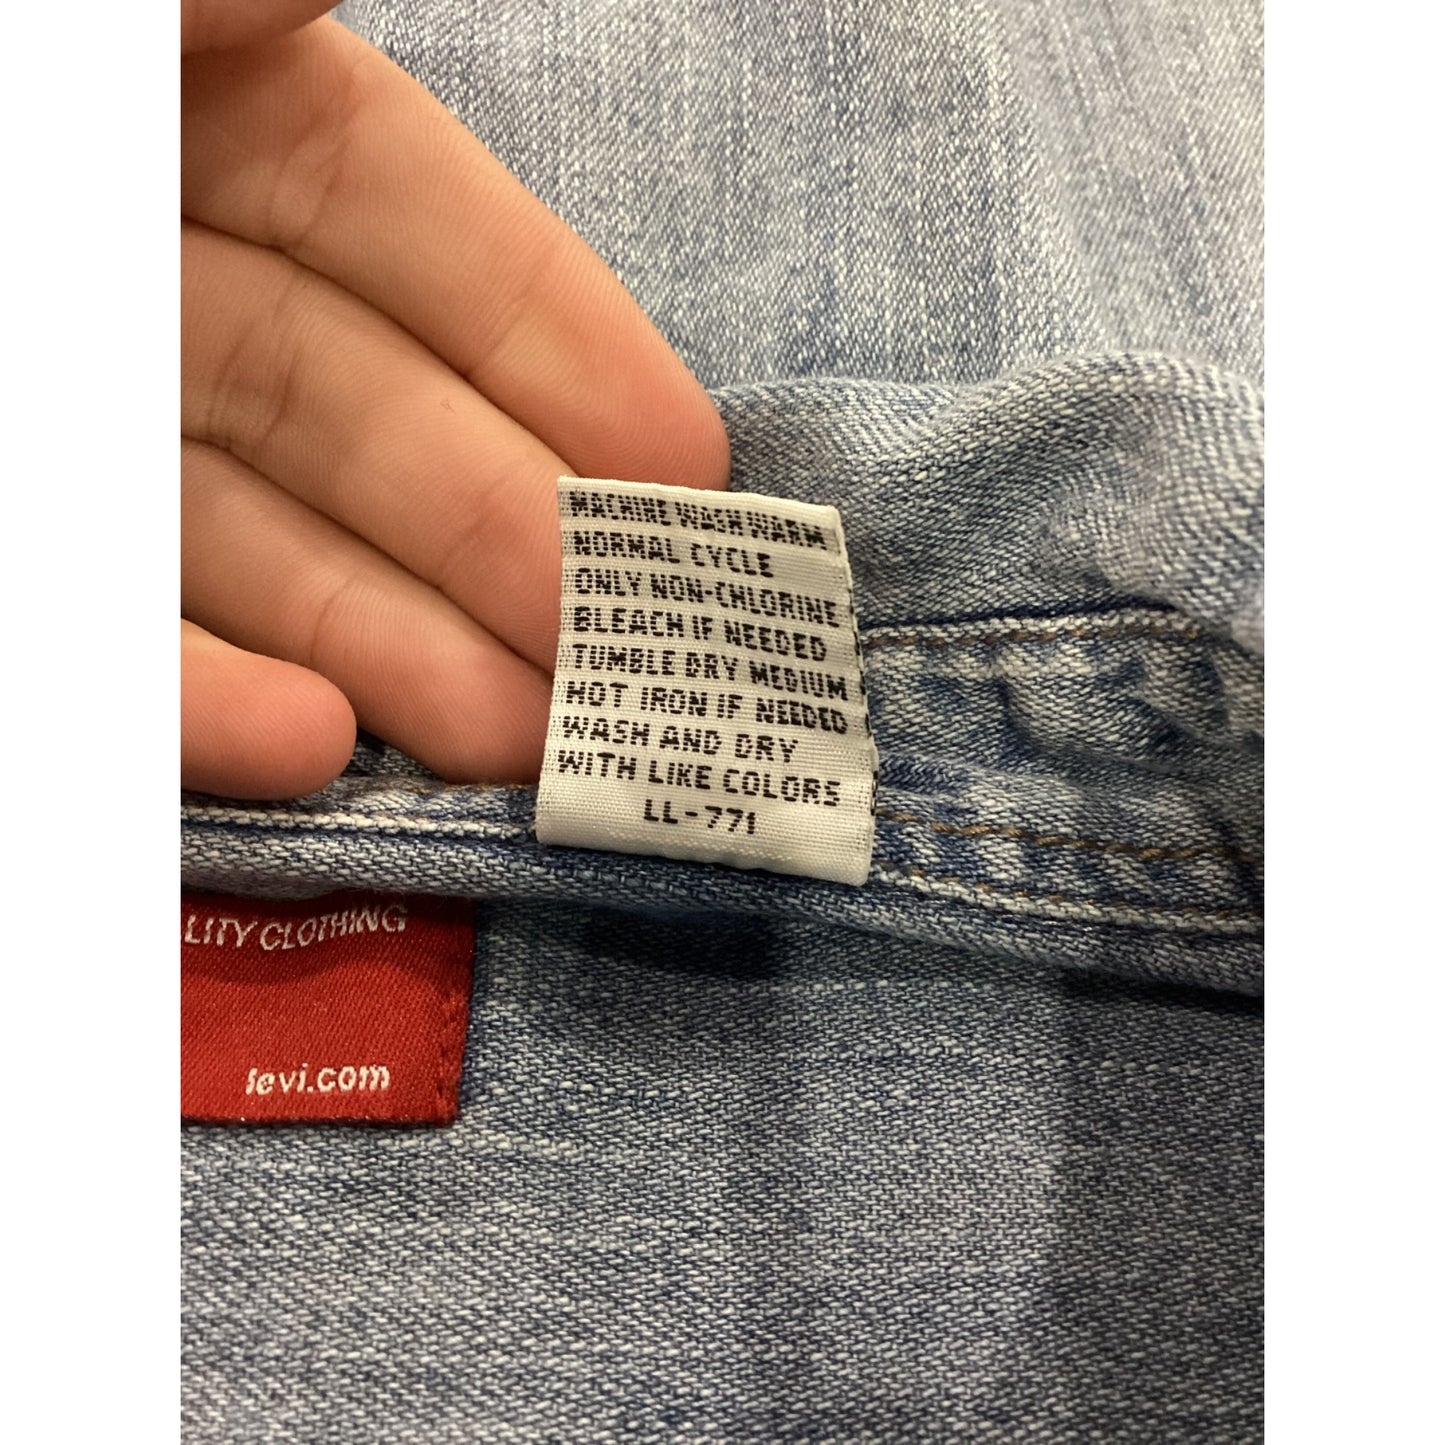 MACHINE WASH WARM
NORMAL CYCLE
ONLY NON-CHLORINE
BLEACH IF NEEDED
TUMBLE DRY MEDIUM
HOT IRON IF NEEDED
WASH AND DRY
WITH LIKE COLORS
LL-771
LITY CLOTHING
levi.com